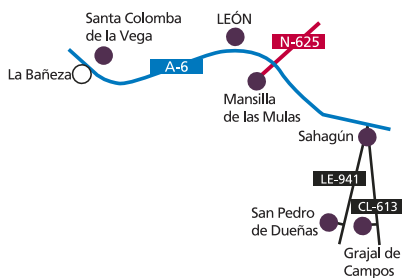 Santa Colomba
de la Vega
LEÓN
N-625
La Bañeza
A-6
Mansilla
de las Mulas
Sahagún
LE-941
San Pedro
de Dueñas
CL-613
Grajal de
Campos